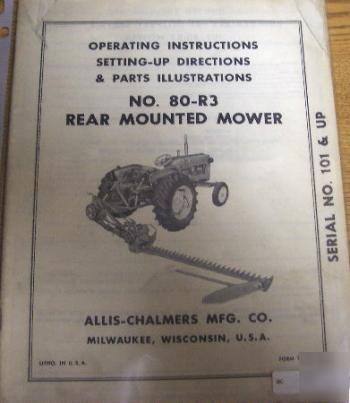 OPERATING INSTRUCTIONS
SETTING-UP DIRECTIONS
& PARTS ILLUSTRATIONS
NO. 80-R3
REAR MOUNTED MOWER
SERIAL NO. 101 & UP
ALLIS-CHALMERS MFG. CO.
MILWAUKEE, WISCONSIN, U.S.A.
LITHO. IN U.S.A.
FORM